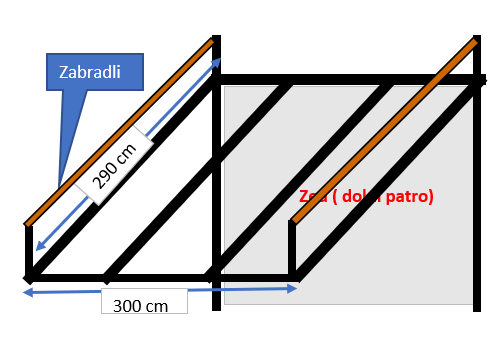 Zabradli
290 cm
Zed ( dolni patro)
300 cm